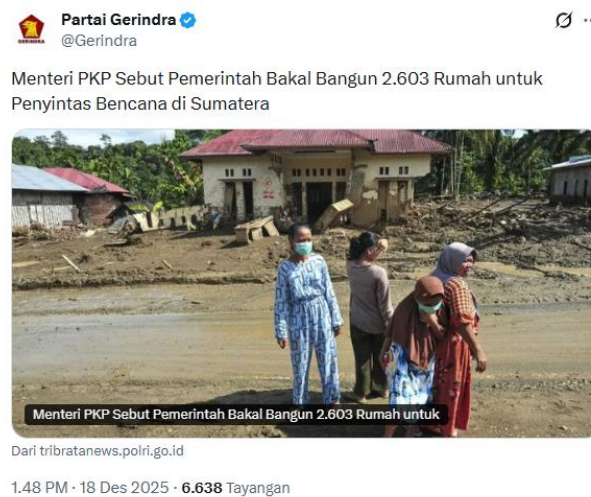 Partai Gerindra
@Gerindra
Menteri PKP Sebut Pemerintah Bakal Bangun 2.603 Rumah untuk
Penyintas Bencana di Sumatera
Menteri PKP Sebut Pemerintah Bakal Bangun 2.603 Rumah untuk
Dari tribratanews.polri.go.id
1.48 PM · 18 Des 2025 · 6.638 Tayangan